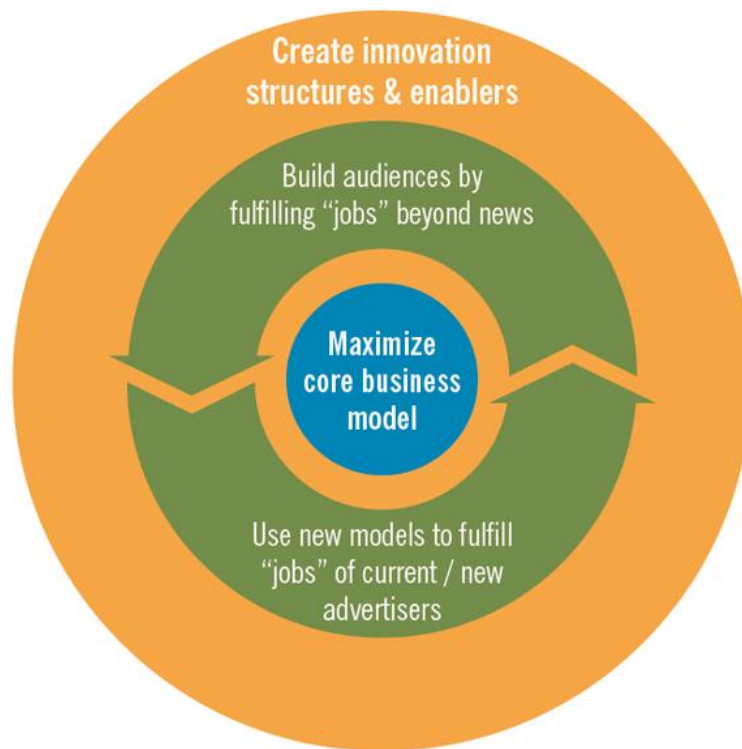 Create innovation
structures & enablers
Build audiences by
fulfilling “jobs” beyond news
Maximize
core business
model
Use new models to fulfill
“jobs” of current / new
advertisers